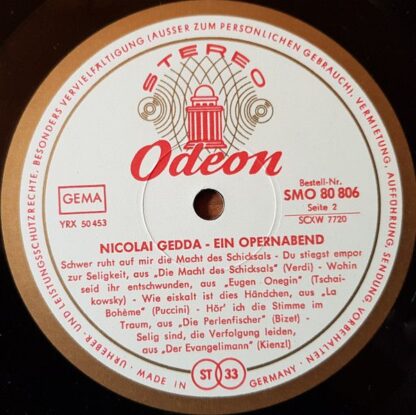 URHEBER- UND LEISTUNGSSCHUTZRECHTE, BESONDERS VERVIELFÄLTIGUNG (AUSSER ZUM PERSÖNLICHEN GEBRAUCH), VERMIETUNG, AUFFÜHRUNG, SENDUNG, VORBEHALTEN
STEREO
Odeon
GEMA
YRX 50 453
Bestell-Nr.
SMO 80 806
Seite 2
SCXW 7720
NICOLAI GEDDA - EIN OPERNABEND
Schwer ruht auf mir die Macht des Schicksals - Du stiegst empor
zur Seligkeit, aus „Die Macht des Schicksals" (Verdi) - Wohin
seid ihr entschwunden, aus "Eugen Onegin" (Tschai-
kowsky) - Wie eiskalt ist dies Händchen, aus "La
Bohème" (Puccini) - Hör' ich die Stimme im
Traum, aus „Die Perlenfischer" (Bizet) -
Selig sind, die Verfolgung leiden,
aus „Der Evangelimann" (Kienzl)
MADE IN GERMANY
ST 33